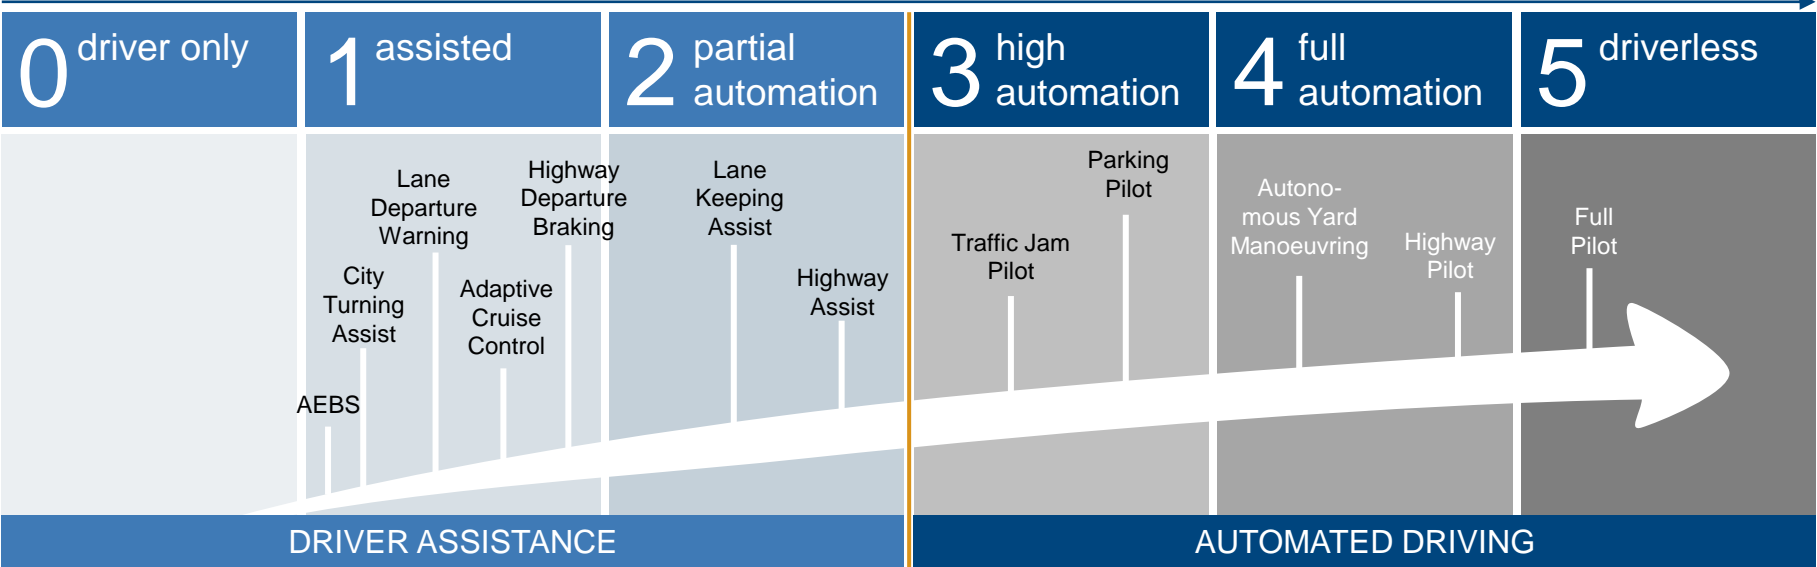 0 driver only
1 assisted
2 partial
automation
3 high
automation
4 full
automation
5 driverless
AEBS
City
Turning
Assist
Lane
Departure
Warning
Adaptive
Cruise
Control
Highway
Departure
Braking
Lane
Keeping
Assist
Highway
Assist
Traffic Jam
Pilot
Parking
Pilot
Autono-
mous Yard
Manoeuvring
Highway
Pilot
Full
Pilot
DRIVER ASSISTANCE
AUTOMATED DRIVING